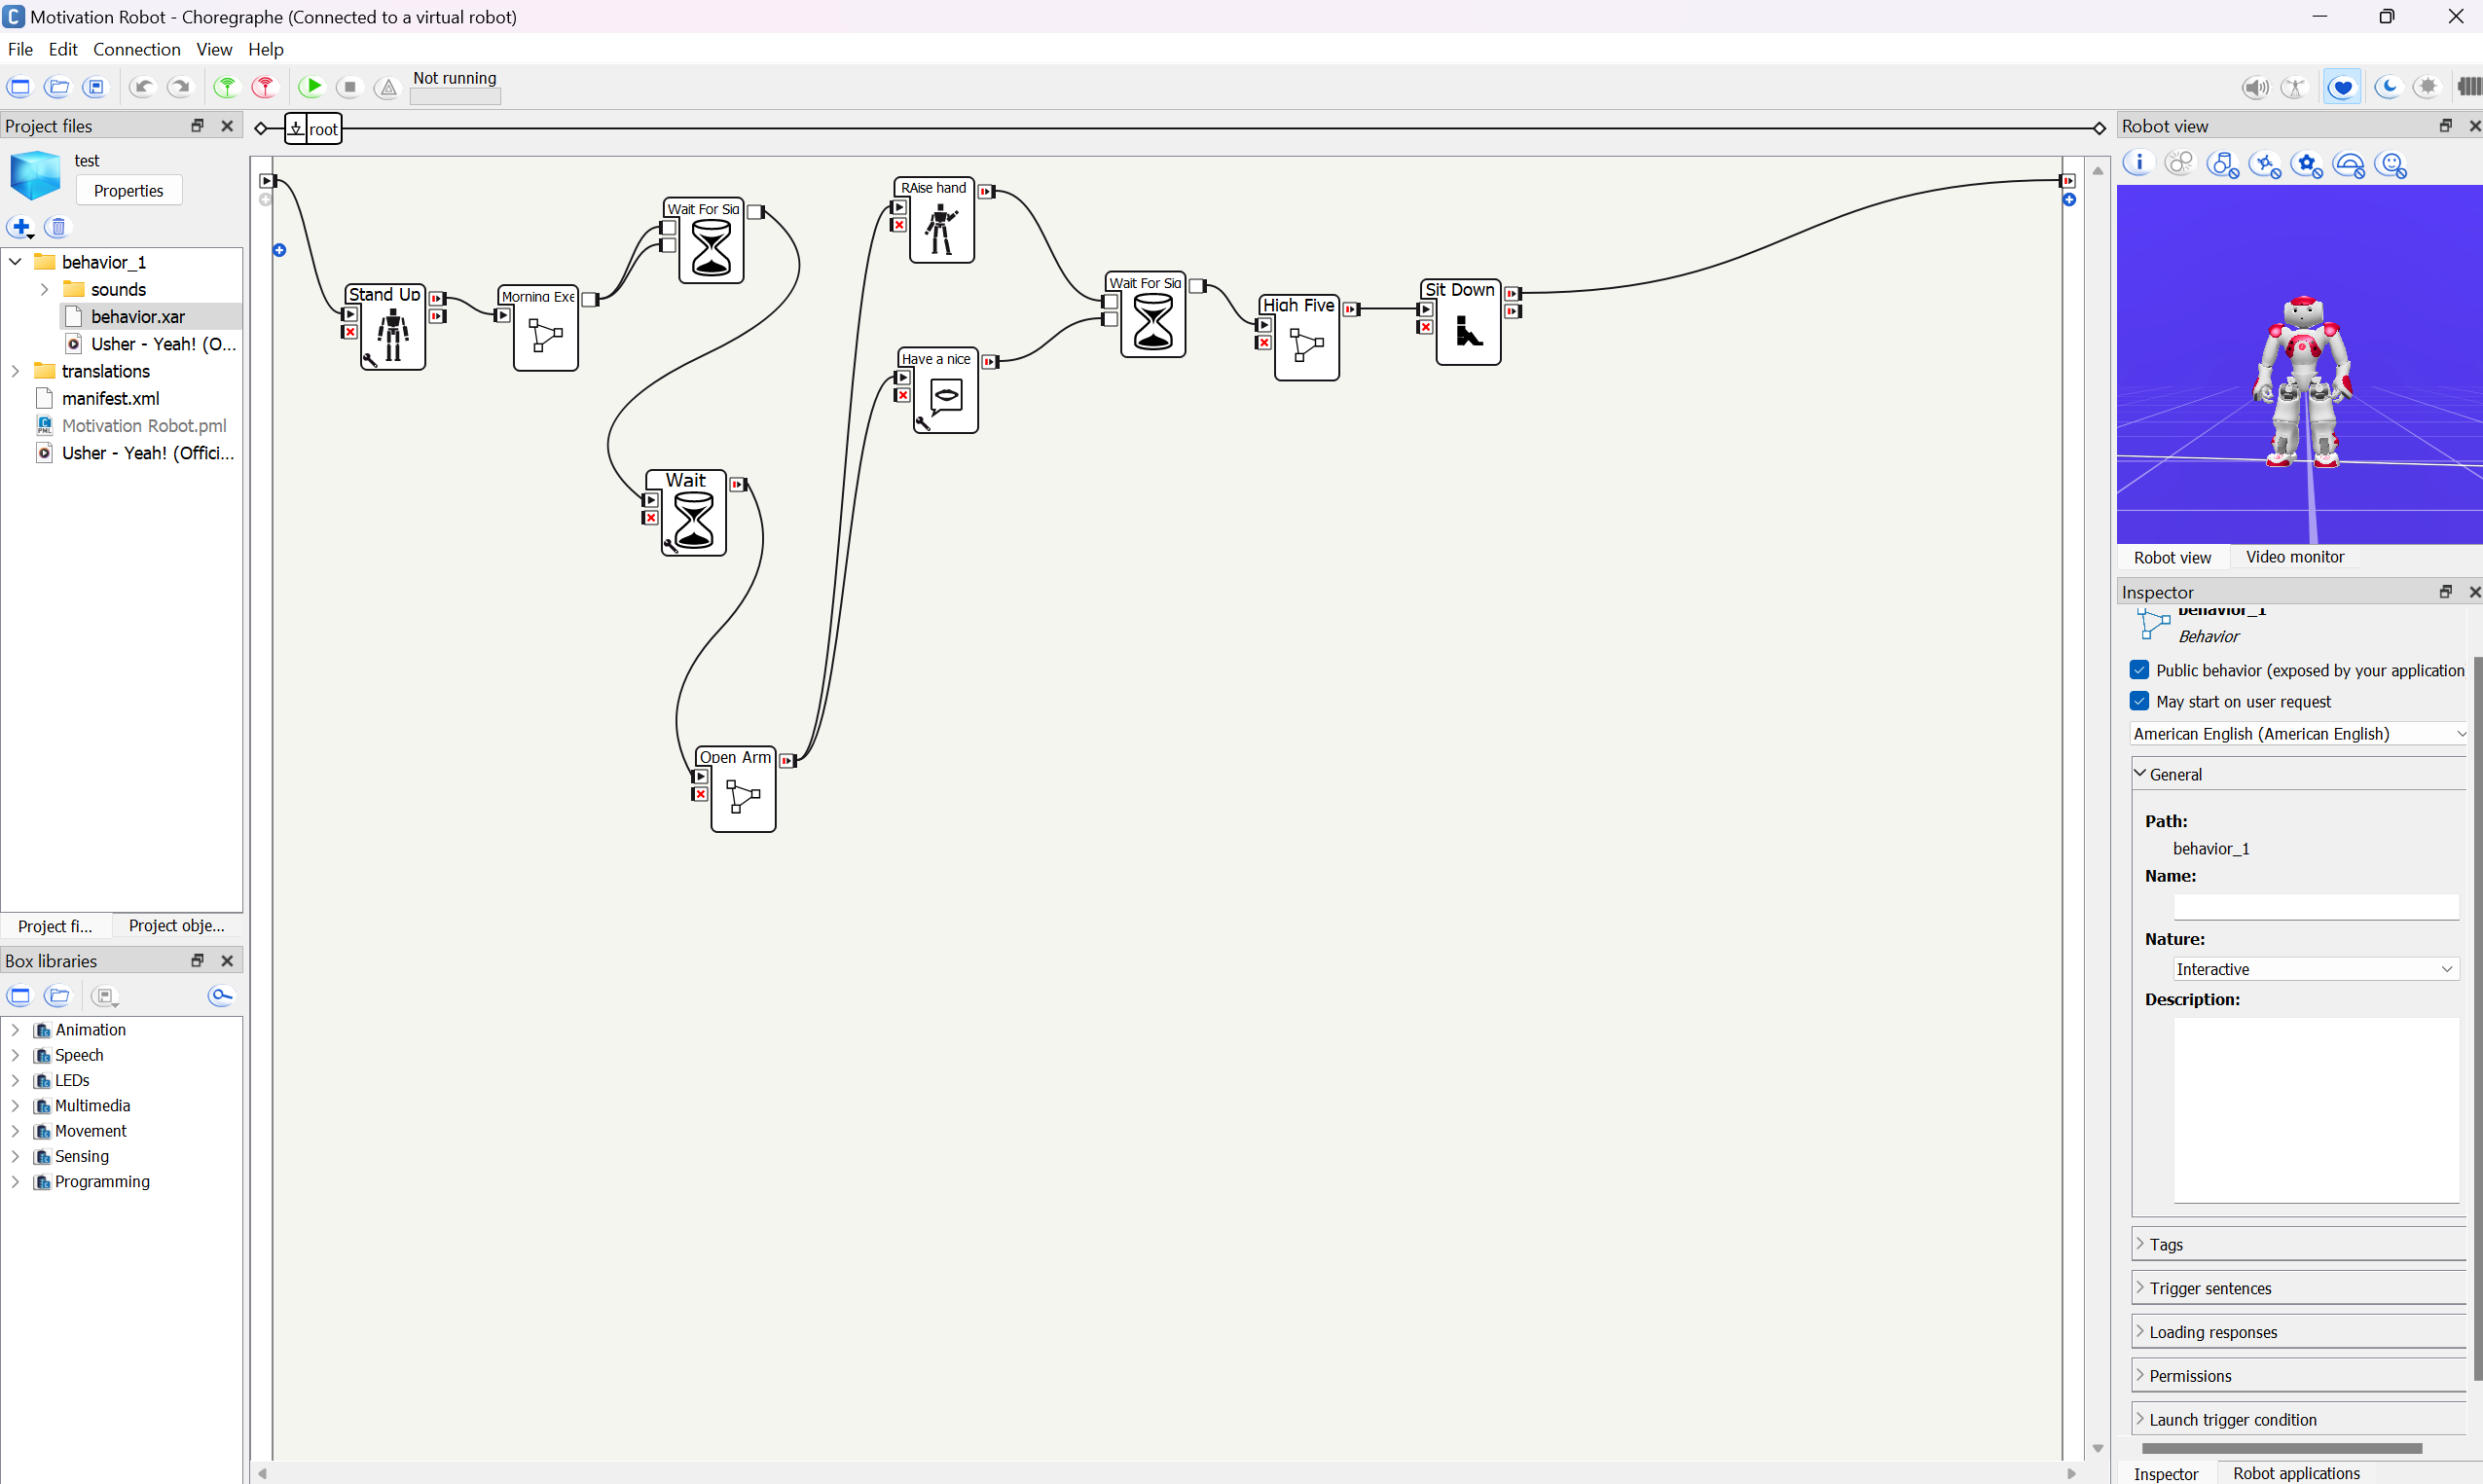 Motivation Robot - Choregraphe (Connected to a virtual robot)
File Edit Connection View Help
Not running
Project files
test
Properties
behavior_1
sounds
behavior.xar
Usher - Yeah! (O...
translations
manifest.xml
Motivation Robot.pml
Usher - Yeah! (Offici...
Project fi...
Project obje...
Box libraries
Animation
Speech
LEDs
Multimedia
Movement
Sensing
Programming
root
Stand Up
Morning Exe
Wait For Sig
Wait
Open Arm
RAise hand
Have a nice
Wait For Sig
High Five
Sit Down
Robot view
Robot view
Video monitor
Inspector
behavior_1
Behavior
Public behavior (exposed by your application
May start on user request
American English (American English)
General
Path:
behavior_1
Name:
Nature:
Interactive
Description:
Tags
Trigger sentences
Loading responses
Permissions
Launch trigger condition
Inspector
Robot applications